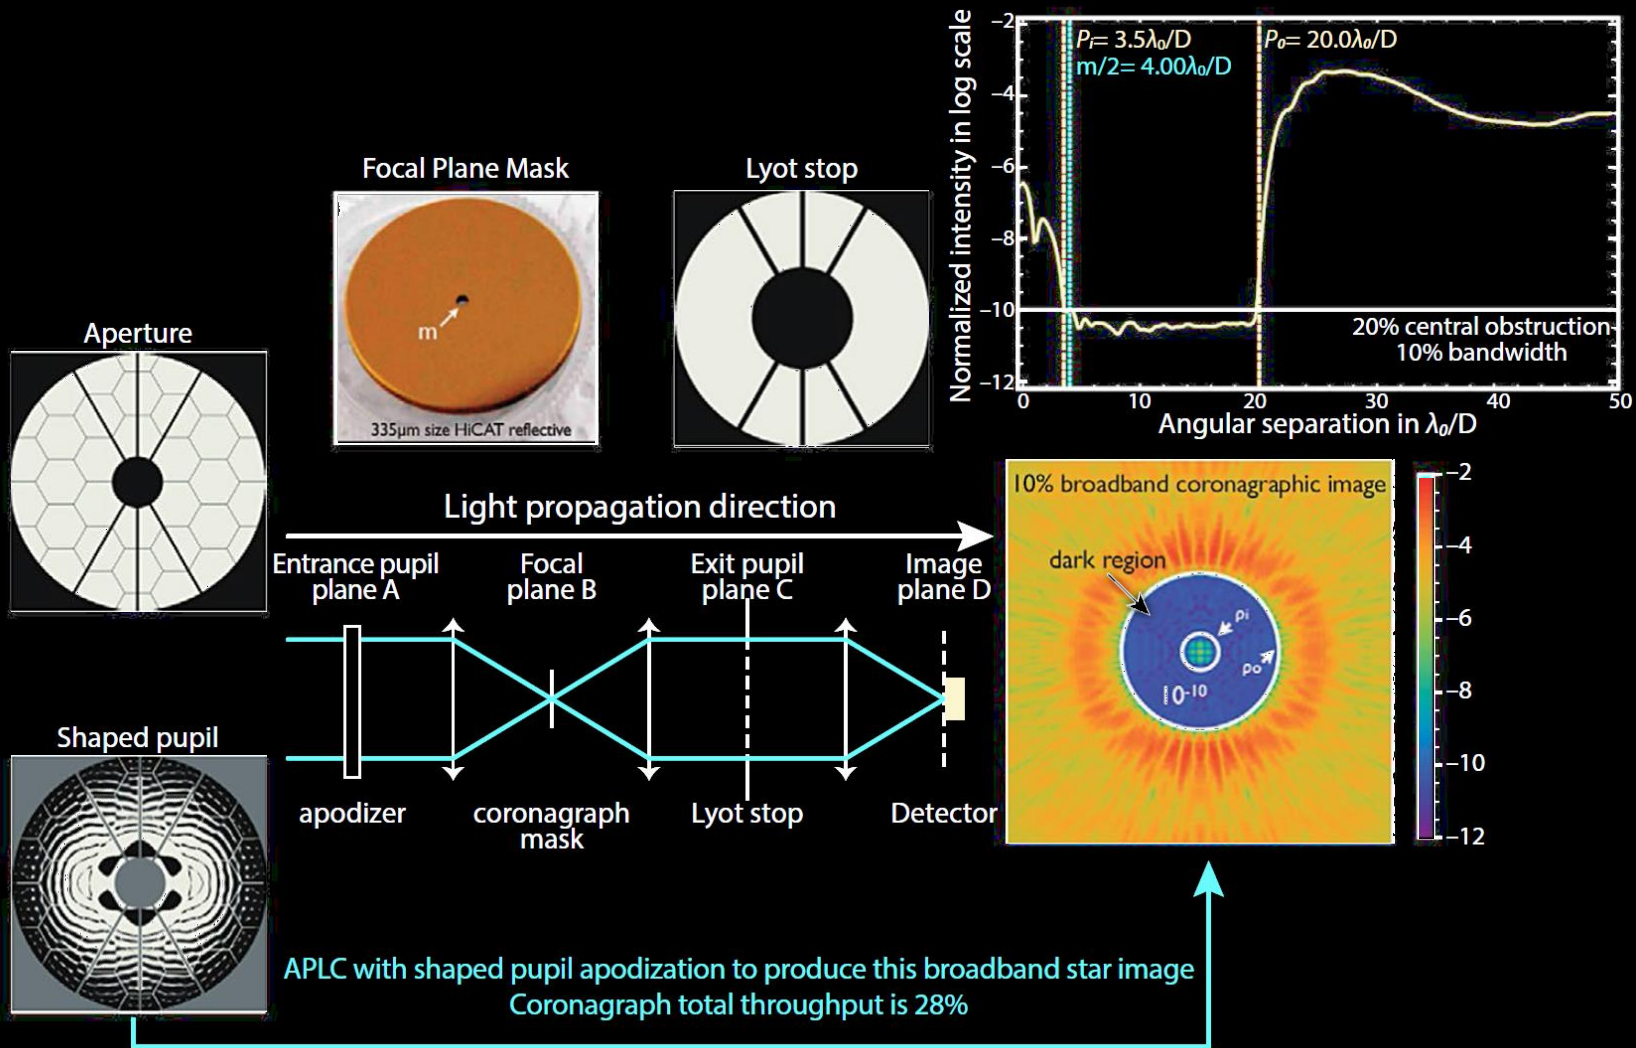 Normalized intensity in log scale
−2
−4
−6
−8
−10
−12
Pi= 3.5λ0/D
m/2= 4.00λ0/D
P0= 20.0λ0/D
20% central obstruction
10% bandwidth
0 10 20 30 40 50
Angular separation in λ0/D
Focal Plane Mask
m
335μm size HiCAT reflective
Lyot stop
Aperture
Light propagation direction
Entrance pupil
plane A
Focal
plane B
Exit pupil
plane C
Image
plane D
apodizer
coronagraph
mask
Lyot stop
Detector
10% broadband coronagraphic image
dark region
ρi
ρo
10-10
−2
−4
−6
−8
−10
−12
Shaped pupil
APLC with shaped pupil apodization to produce this broadband star image
Coronagraph total throughput is 28%